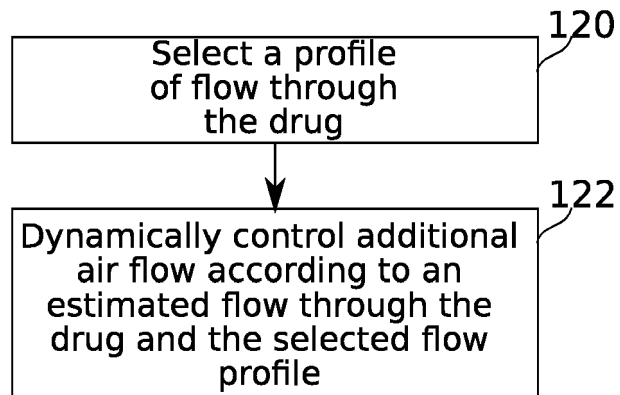 120
Select a profile
of flow through
the drug
122
Dynamically control additional
air flow according to an
estimated flow through the
drug and the selected flow
profile